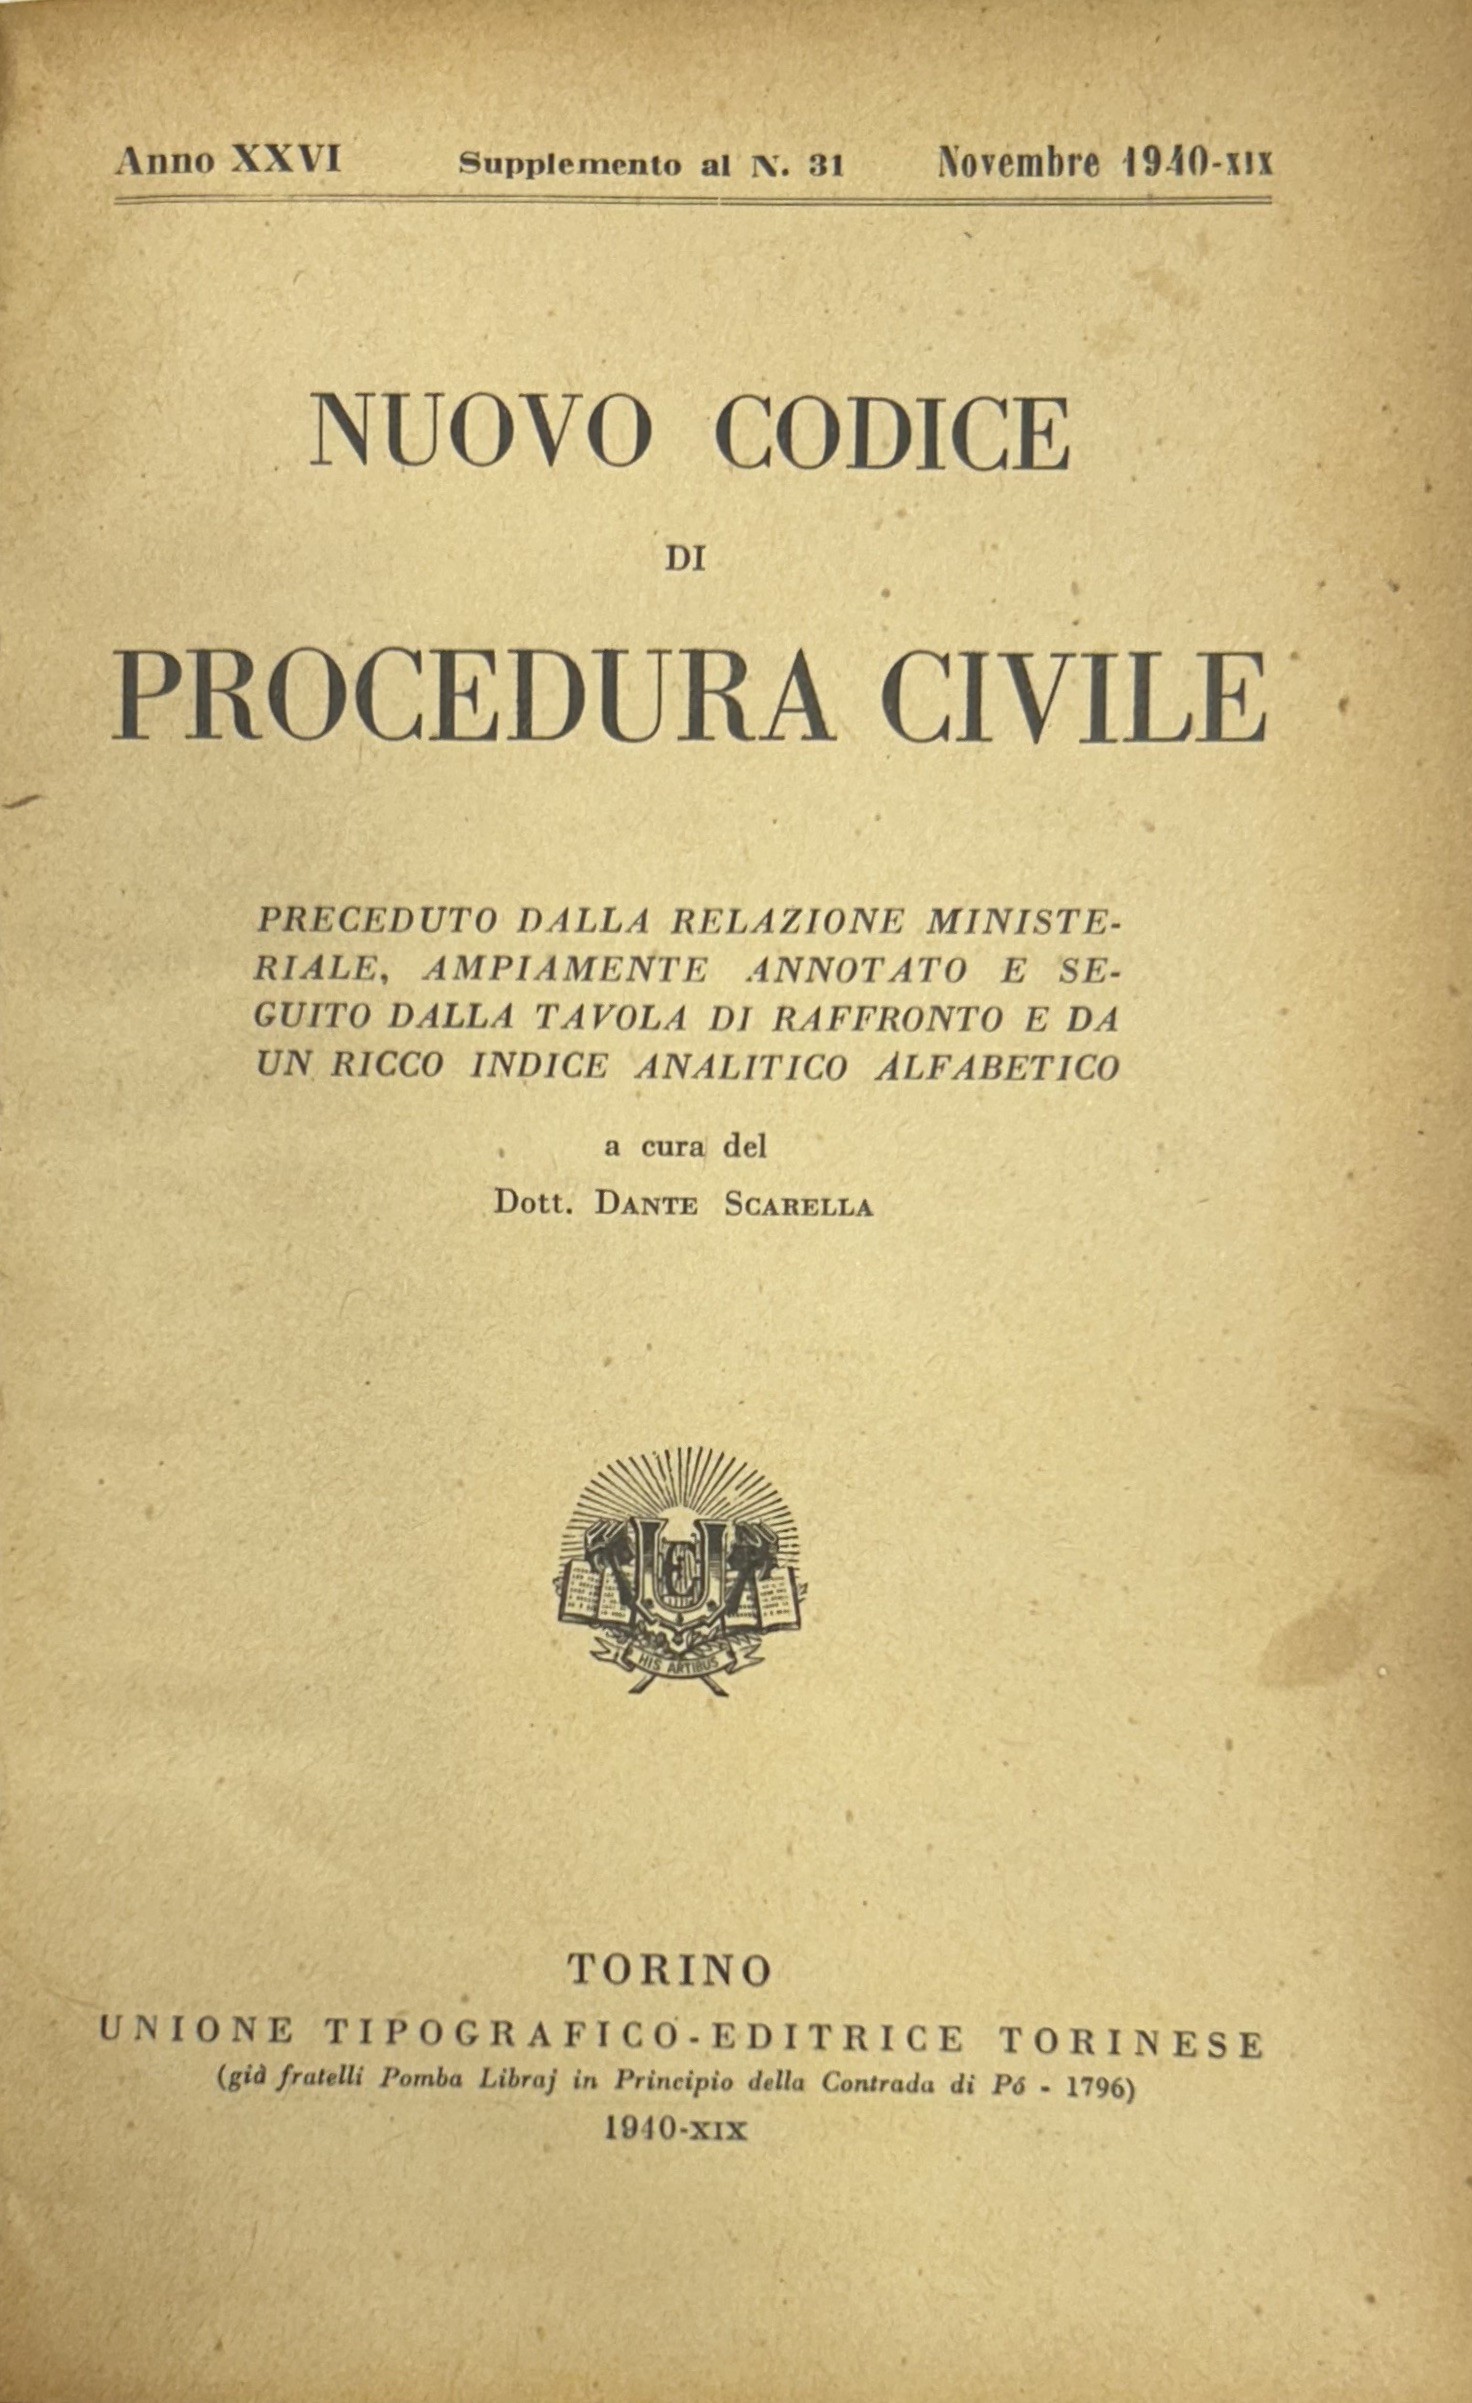 Anno XXVI Supplemento al N. 31 Novembre 1940-XIX
NUOVO CODICE
DI
PROCEDURA CIVILE
PRECEDUTO DALLA RELAZIONE MINISTE-
RIALE, AMPIAMENTE ANNOTATO E SE-
GUITO DALLA TAVOLA DI RAFFRONTO E DA
UN RICCO INDICE ANALITICO ALFABETICO
a cura del
Dott. DANTE SCARELLA
UTE
HIS ARTIBUS
TORINO
UNIONE TIPOGRAFICO-EDITRICE TORINESE
(già fratelli Pomba Libraj in Principio della Contrada di Pó - 1796)
1940-XIX